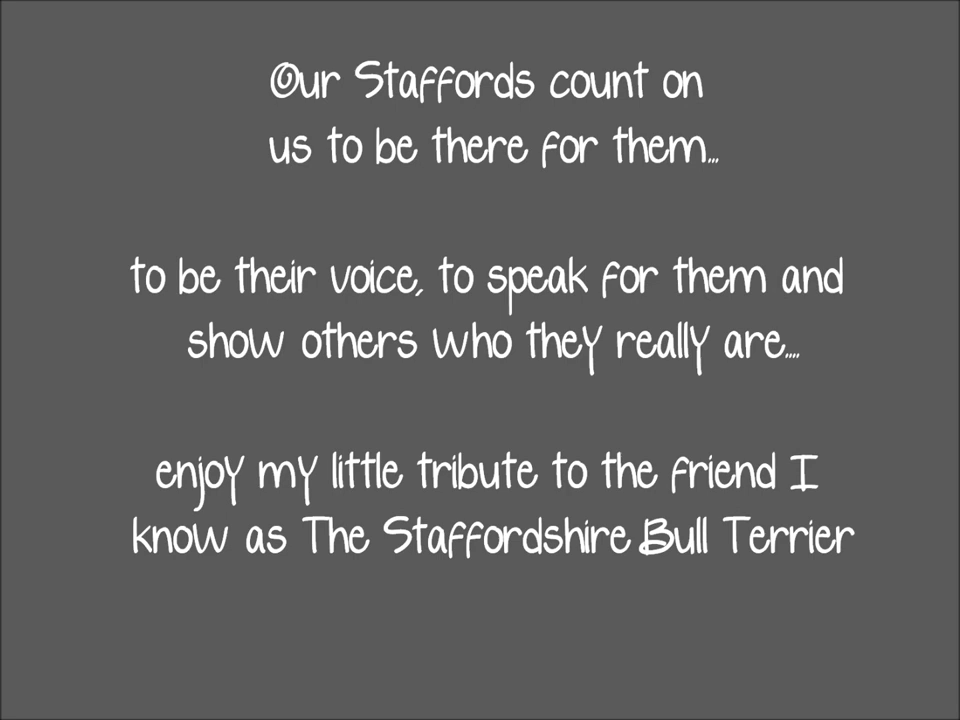 Our Staffords count on
us to be there for them...
to be their voice, to speak for them and
show others who they really are....
enjoy my little tribute to the friend I
know as The Staffordshire Bull Terrier